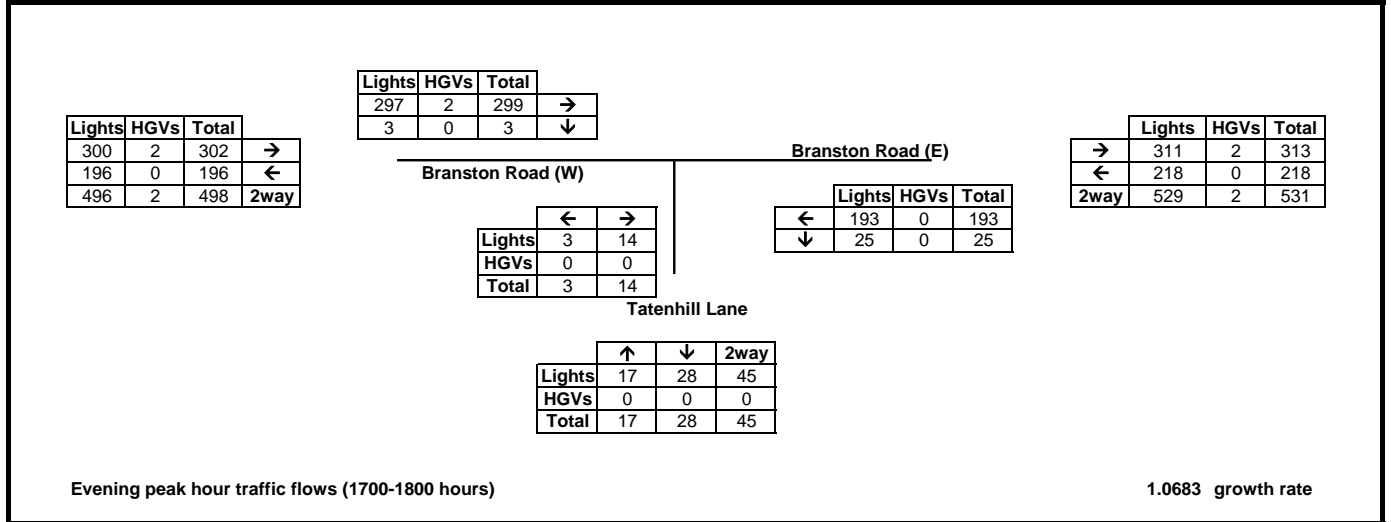 Lights HGVs Total
297 2 299 →
3 0 3 ↓
Lights HGVs Total
300 2 302 →
196 0 196 ←
496 2 498 2way
Lights HGVs Total
→ 311 2 313
← 218 0 218
2way 529 2 531
Branston Road (E)
Branston Road (W)
Lights HGVs Total
← 193 0 193
↓ 25 0 25
← →
Lights 3 14
HGVs 0 0
Total 3 14
Tatenhill Lane
↑ ↓ 2way
Lights 17 28 45
HGVs 0 0 0
Total 17 28 45
Evening peak hour traffic flows (1700-1800 hours)
1.0683 growth rate